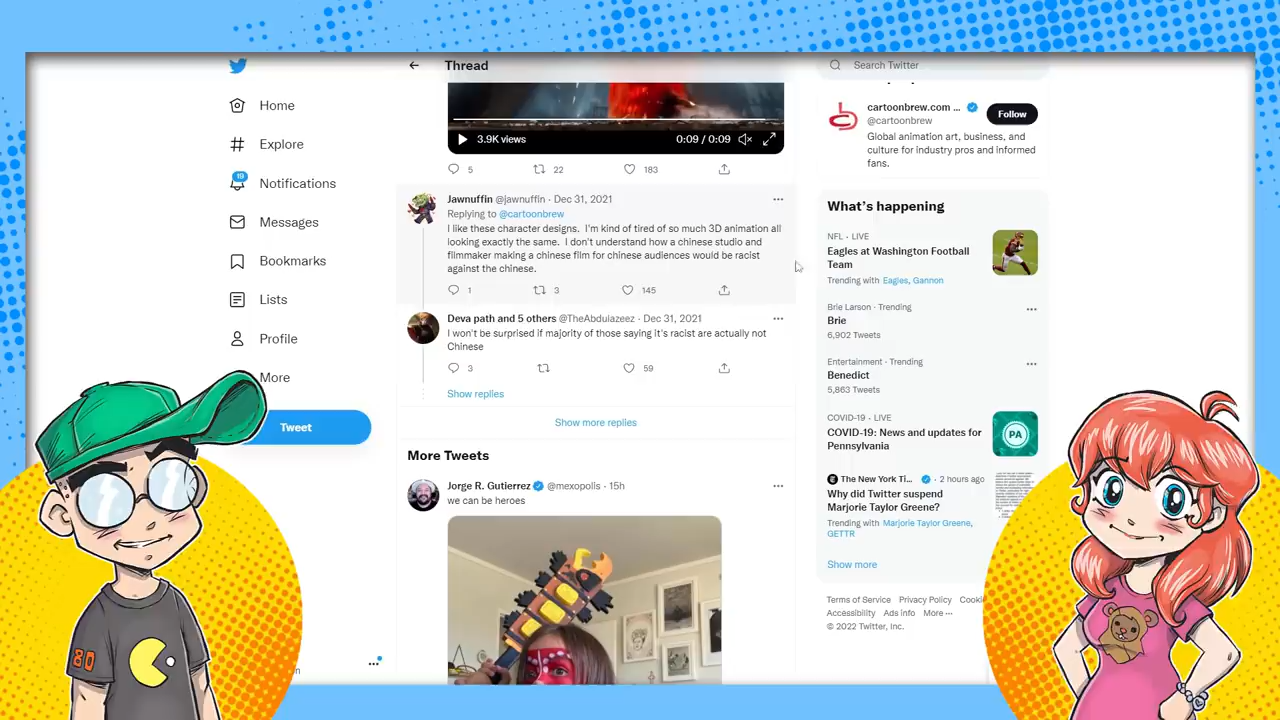 Home
Explore
19
Notifications
Messages
Bookmarks
Lists
Profile
More
Tweet
Thread
3.9K views
0:09 / 0:09
5
22
183
Jawnuffin @jawnuffin · Dec 31, 2021
Replying to @cartoonbrew
I like these character designs. I'm kind of tired of so much 3D animation all
looking exactly the same. I don't understand how a chinese studio and
filmmaker making a chinese film for chinese audiences would be racist
against the chinese.
1
3
145
Deva path and 5 others @TheAbdulazeez · Dec 31, 2021
I won't be surprised if majority of those saying it's racist are actually not
Chinese
3
59
Show replies
Show more replies
More Tweets
Jorge R. Gutierrez @mexopolis · 15h
we can be heroes
Search Twitter
cartoonbrew.com ...
@cartoonbrew
Follow
Global animation art, business, and
culture for industry pros and informed
fans.
What's happening
NFL · LIVE
Eagles at Washington Football
Team
Trending with Eagles, Gannon
Brie Larson · Trending
Brie
6,902 Tweets
Entertainment · Trending
Benedict
5,863 Tweets
COVID-19 · LIVE
COVID-19: News and updates for
Pennsylvania
PA
The New York Ti... · 2 hours ago
Why did Twitter suspend
Marjorie Taylor Greene?
Trending with Marjorie Taylor Greene,
GETTR
Show more
Terms of Service Privacy Policy Cooki
Accessibility Ads info More ···
© 2022 Twitter, Inc.
80